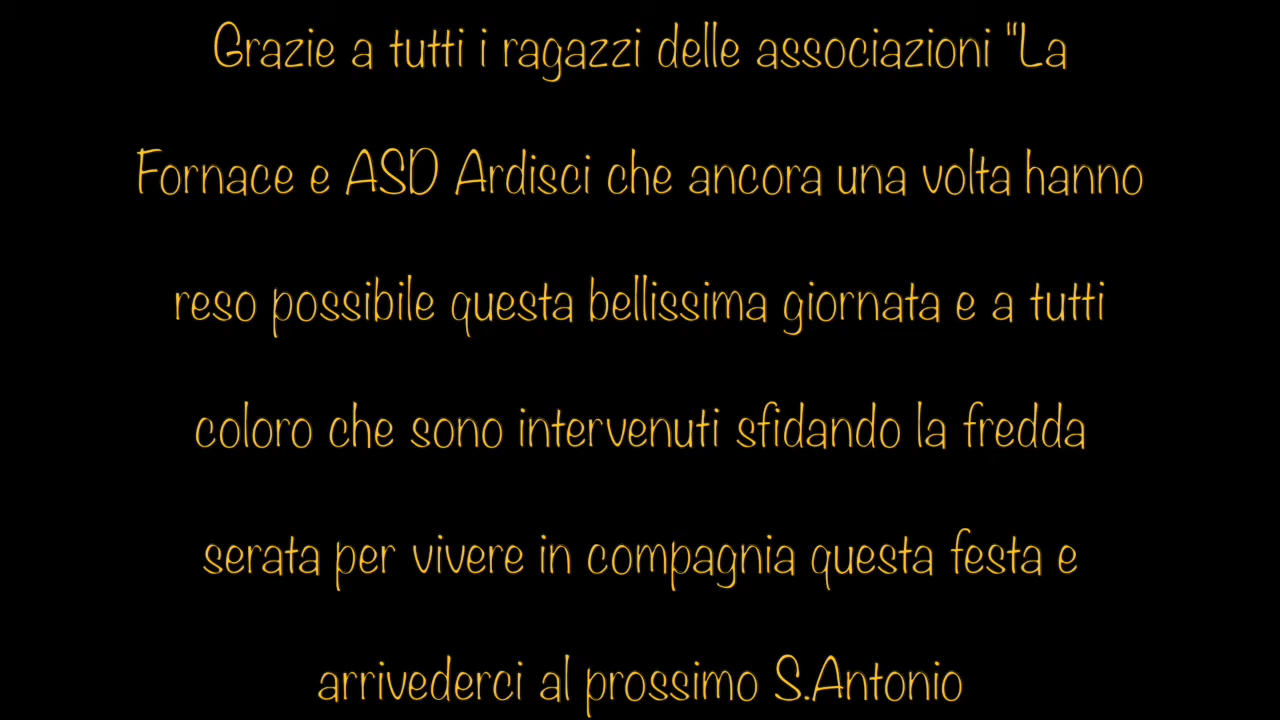 Grazie a tutti i ragazzi delle associazioni "La
Fornace e ASD Ardisci che ancora una volta hanno
reso possibile questa bellissima giornata e a tutti
coloro che sono intervenuti sfidando la fredda
serata per vivere in compagnia questa festa e
arrivederci al prossimo S.Antonio